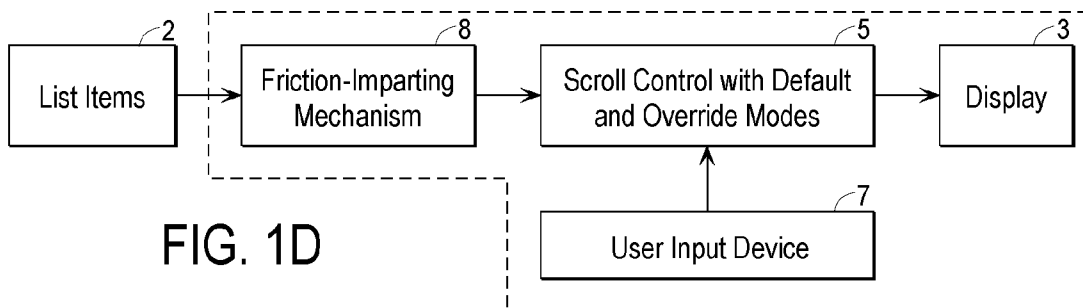 2
8
5
3
List Items
Friction-Imparting
Mechanism
Scroll Control with Default
and Override Modes
Display
7
User Input Device
FIG. 1D